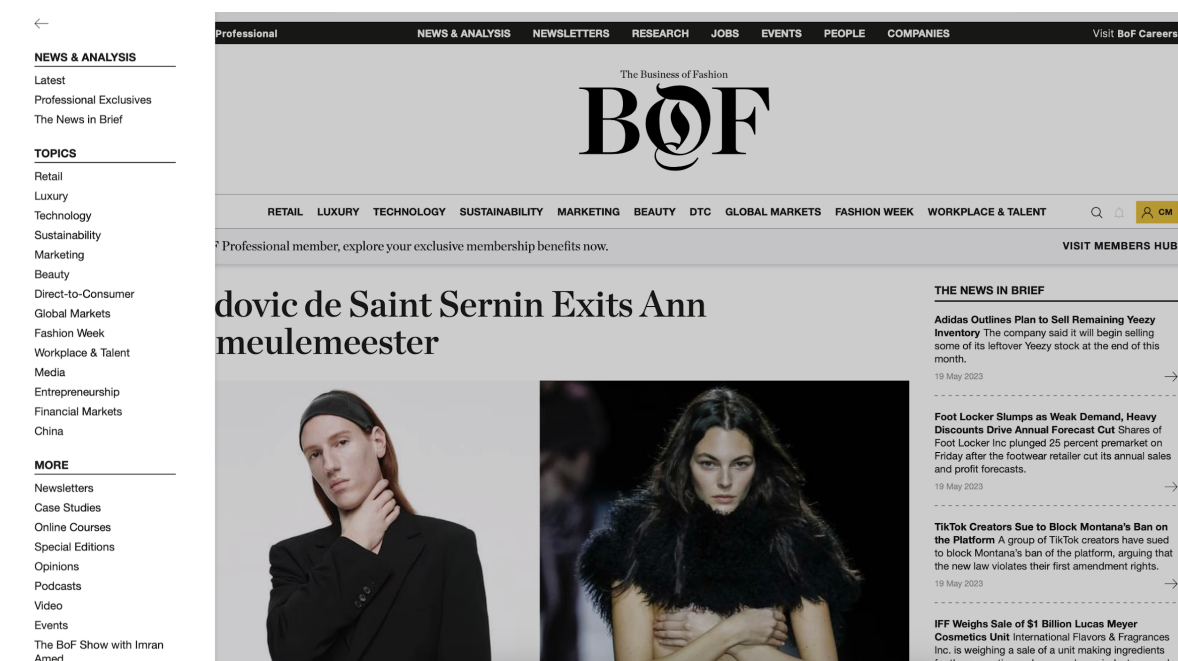 NEWS & ANALYSIS
Latest
Professional Exclusives
The News in Brief
TOPICS
Retail
Luxury
Technology
Sustainability
Marketing
Beauty
Direct-to-Consumer
Global Markets
Fashion Week
Workplace & Talent
Media
Entrepreneurship
Financial Markets
China
MORE
Newsletters
Case Studies
Online Courses
Special Editions
Opinions
Podcasts
Video
Events
The BoF Show with Imran
Amed
Professional NEWS & ANALYSIS NEWSLETTERS RESEARCH JOBS EVENTS PEOPLE COMPANIES Visit BoF Careers
The Business of Fashion
BOF
RETAIL LUXURY TECHNOLOGY SUSTAINABILITY MARKETING BEAUTY DTC GLOBAL MARKETS FASHION WEEK WORKPLACE & TALENT CM
F Professional member, explore your exclusive membership benefits now. VISIT MEMBERS HUB
dovic de Saint Sernin Exits Ann
meulemeester
THE NEWS IN BRIEF
Adidas Outlines Plan to Sell Remaining Yeezy
Inventory The company said it will begin selling
some of its leftover Yeezy stock at the end of this
month.
19 May 2023
Foot Locker Slumps as Weak Demand, Heavy
Discounts Drive Annual Forecast Cut Shares of
Foot Locker Inc plunged 25 percent premarket on
Friday after the footwear retailer cut its annual sales
and profit forecasts.
19 May 2023
TikTok Creators Sue to Block Montana's Ban on
the Platform A group of TikTok creators have sued
to block Montana's ban of the platform, arguing that
the new law violates their first amendment rights.
19 May 2023
IFF Weighs Sale of $1 Billion Lucas Meyer
Cosmetics Unit International Flavors & Fragrances
Inc. is weighing a sale of a unit making ingredients